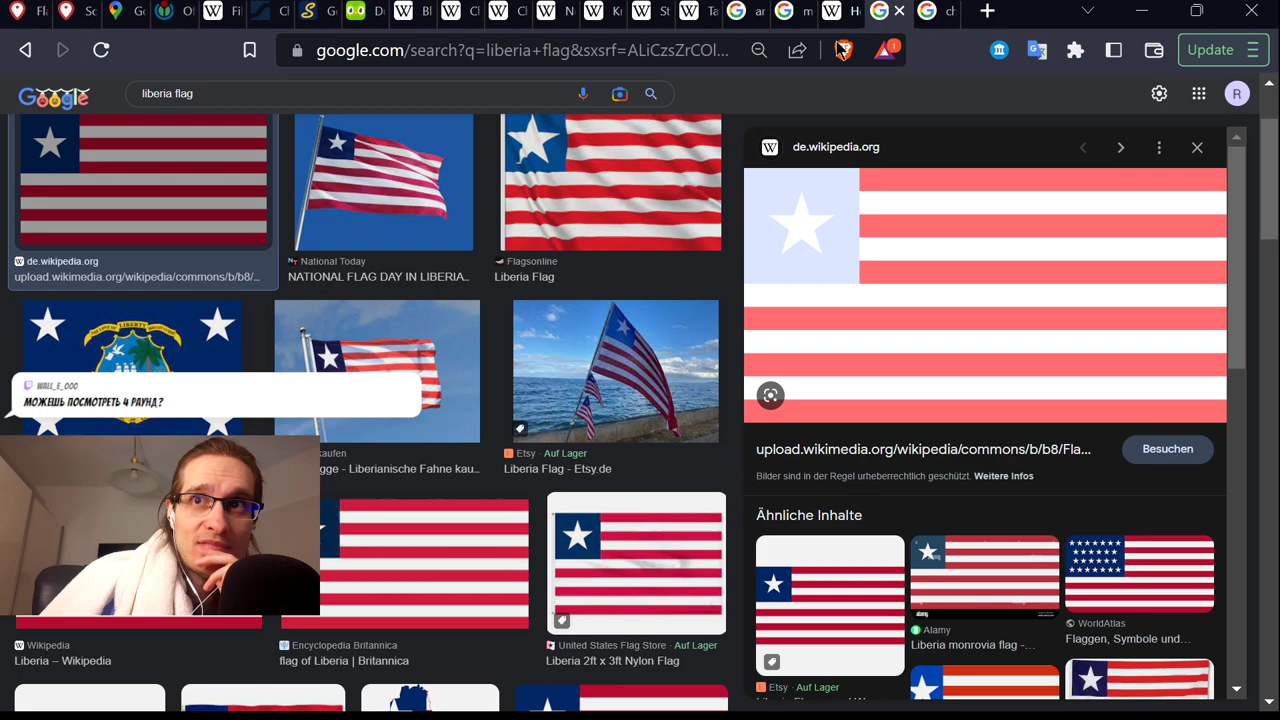 Update
google.com/search?q=liberia+flag&sxsrf=ALiCzsZrCOl...
1
Google
liberia flag
R
de.wikipedia.org
de.wikipedia.org
upload.wikimedia.org/wikipedia/commons/b/b8/...
National Today
NATIONAL FLAG DAY IN LIBERIA...
Flagsonline
Liberia Flag
WALL_E_OOO
МОЖЕШЬ ПОСМОТРЕТЬ 4 РАУНД?
kaufen
gge - Liberianische Fahne kau...
Etsy · Auf Lager
Liberia Flag - Etsy.de
upload.wikimedia.org/wikipedia/commons/b/b8/Fla...
Besuchen
Bilder sind in der Regel urheberrechtlich geschützt. Weitere Infos
Ähnliche Inhalte
Wikipedia
Liberia – Wikipedia
Encyclopedia Britannica
flag of Liberia | Britannica
United States Flag Store · Auf Lager
Liberia 2ft x 3ft Nylon Flag
Etsy · Auf Lager
Alamy
Liberia monrovia flag -...
WorldAtlas
Flaggen, Symbole und...